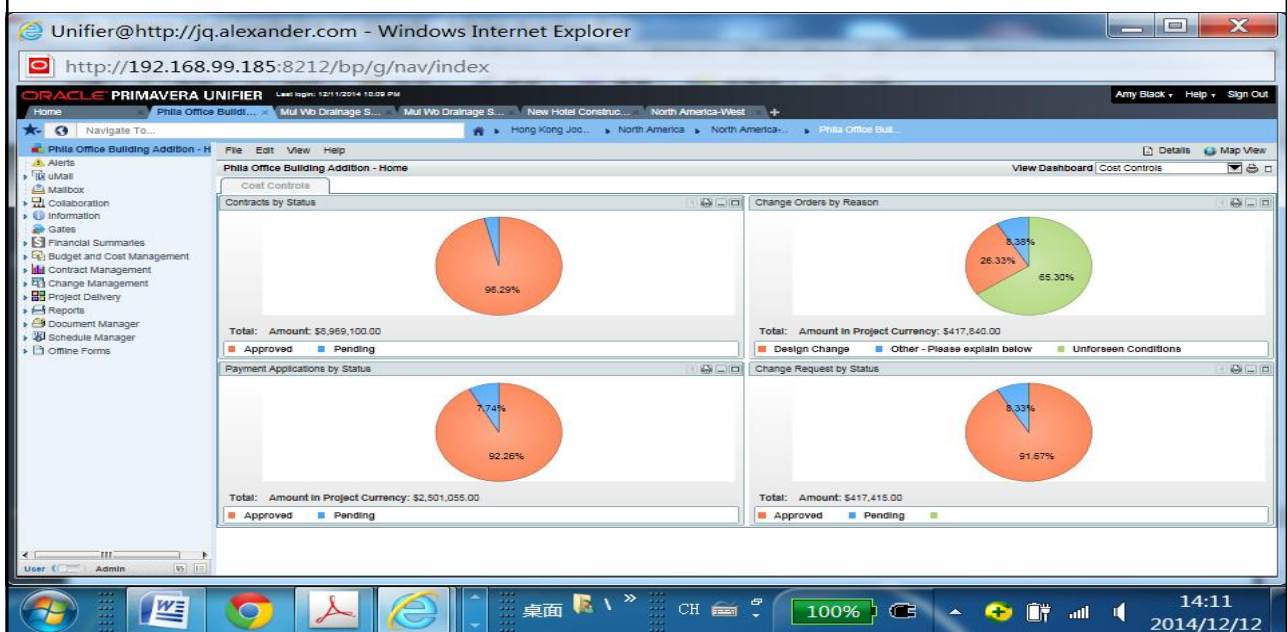 Unifier@http://jq.alexander.com - Windows Internet Explorer
http://192.168.99.185:8212/bp/g/nav/index
ORACLE PRIMAVERA UNIFIER Last login: 12/11/2014 10:09 PM Amy Black Help Sign Out
Home Phila Office Buildi... Mui Wo Drainage S... Mui Wo Drainage S... New Hotel Construc... North America-West +
Navigate To... Hong Kong Joc... North America North America-... Phila Office Buil...
Phila Office Building Addition - H File Edit View Help Details Map View
Alerts
Phila Office Building Addition - Home View Dashboard Cost Controls
uMail
Mailbox
Cost Controls
Collaboration
Contracts by Status Change Orders by Reason
Information
Gates
Financial Summaries
Budget and Cost Management
Contract Management
Change Management
Project Delivery
Reports
Document Manager
Schedule Manager
Offline Forms
96.29%
8.38%
26.33%
65.30%
Total: Amount: $8,969,100.00 Total: Amount in Project Currency: $417,840.00
Approved Pending Design Change Other - Please explain below Unforseen Conditions
Payment Applications by Status Change Request by Status
7.74% 8.33%
92.26% 91.67%
Total: Amount in Project Currency: $2,501,055.00 Total: Amount: $417,415.00
Approved Pending Approved Pending
User Admin
桌面 » CH 100% 14:11
2014/12/12